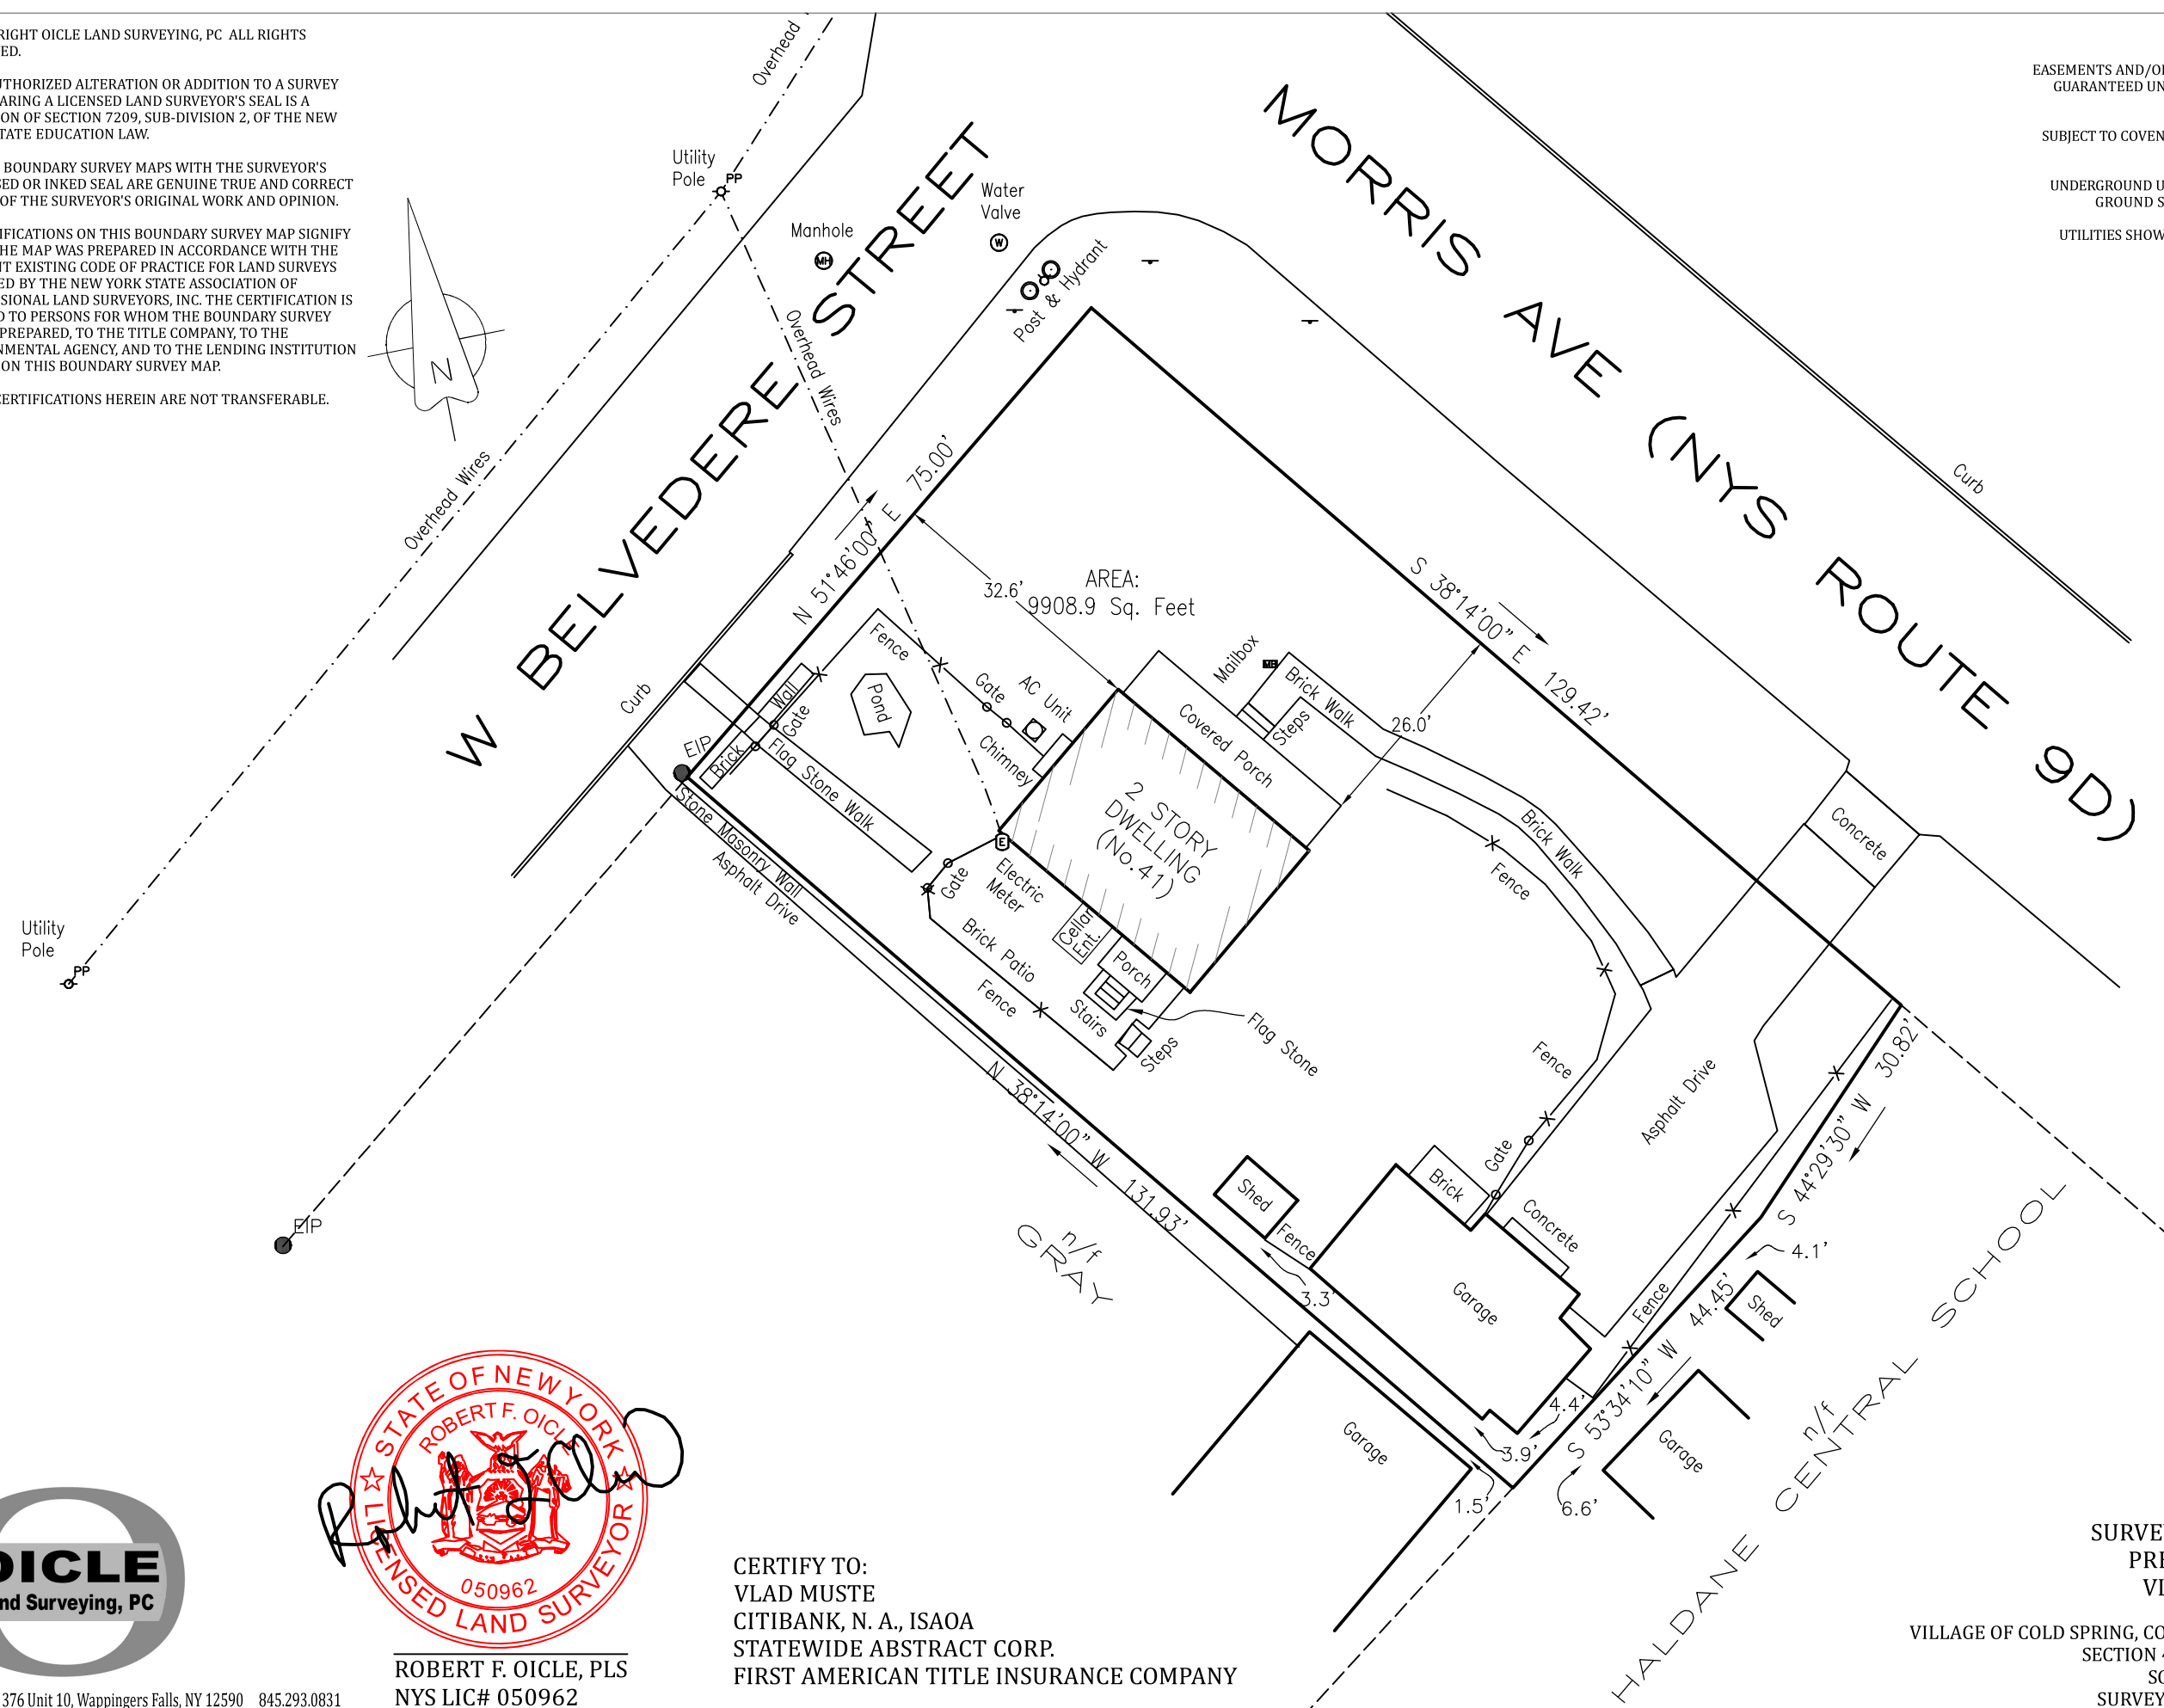 RIGHT OICLE LAND SURVEYING, PC ALL RIGHTS
ED.
UTHORIZED ALTERATION OR ADDITION TO A SURVEY
ARING A LICENSED LAND SURVEYOR'S SEAL IS A
ON OF SECTION 7209, SUB-DIVISION 2, OF THE NEW
TATE EDUCATION LAW.
BOUNDARY SURVEY MAPS WITH THE SURVEYOR'S
SED OR INKED SEAL ARE GENUINE TRUE AND CORRECT
OF THE SURVEYOR'S ORIGINAL WORK AND OPINION.
IFICATIONS ON THIS BOUNDARY SURVEY MAP SIGNIFY
HE MAP WAS PREPARED IN ACCORDANCE WITH THE
NT EXISTING CODE OF PRACTICE FOR LAND SURVEYS
ED BY THE NEW YORK STATE ASSOCIATION OF
SIONAL LAND SURVEYORS, INC. THE CERTIFICATION IS
D TO PERSONS FOR WHOM THE BOUNDARY SURVEY
PREPARED, TO THE TITLE COMPANY, TO THE
NMENTAL AGENCY, AND TO THE LENDING INSTITUTION
ON THIS BOUNDARY SURVEY MAP.
CERTIFICATIONS HEREIN ARE NOT TRANSFERABLE.
N
EASEMENTS AND/OR
GUARANTEED UN
SUBJECT TO COVEN
UNDERGROUND U
GROUND S
UTILITIES SHOW
Overhead
Utility
Pole
PP
Manhole
MH
Water
Valve
W
Post & Hydrant
Overhead Wires
Overhead Wires
W BELVEDERE STREET
MORRIS AVE (NYS ROUTE 9D)
Curb
Curb
N 51°46'00" E 75.00'
S 38°14'00" E 129.42'
32.6'
AREA:
9908.9 Sq. Feet
26.0'
Mailbox
MB
Brick Walk
Steps
Covered Porch
Fence
Gate
AC Unit
Chimney
Pond
Wall
Gate
Brick
EIP
Flag Stone Walk
Stone Masonry Wall
Asphalt Drive
2 STORY
DWELLING
(No.41)
E
Electric
Meter
Gate
Cellar
Ent.
Brick Patio
Porch
Fence
Stairs
Steps
Flag Stone
Brick Walk
Fence
Concrete
Fence
Asphalt Drive
S 44°29'30" W 30.82'
Utility
Pole
PP
EIP
N 38°14'00" W 131.93'
n/f
GRAY
Shed
Fence
3.3'
Gate
Brick
Concrete
Garage
Fence
4.1'
Shed
S 53°34'10" W 44.45'
4.4'
3.9'
1.5'
6.6'
Garage
Garage
n/f
HALDANE CENTRAL SCHOOL
STATE OF NEW YORK
ROBERT F. OICLE
050962
LICENSED LAND SURVEYOR
ROBERT F. OICLE, PLS
NYS LIC# 050962
OICLE
nd Surveying, PC
376 Unit 10, Wappingers Falls, NY 12590 845.293.0831
CERTIFY TO:
VLAD MUSTE
CITIBANK, N. A., ISAOA
STATEWIDE ABSTRACT CORP.
FIRST AMERICAN TITLE INSURANCE COMPANY
SURVE
PRE
VI
VILLAGE OF COLD SPRING, CO
SECTION 4
SC
SURVEY